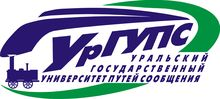 УрГУПС
УРАЛЬСКИЙ
ГОСУДАРСТВЕННЫЙ
УНИВЕРСИТЕТ ПУТЕЙ СООБЩЕНИЯ